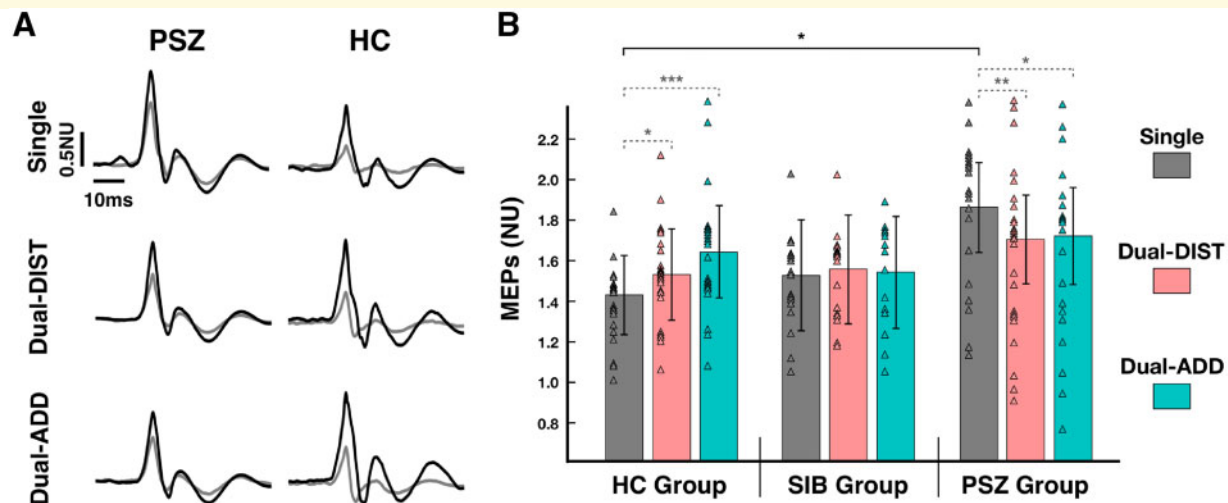 A
PSZ
HC
Single
0.5NU
10ms
Dual-DIST
Dual-ADD
B
*
***
*
*
**
MEPs (NU)
2.2
2.0
1.8
1.6
1.4
1.2
1.0
0.8
HC Group
SIB Group
PSZ Group
Single
Dual-DIST
Dual-ADD